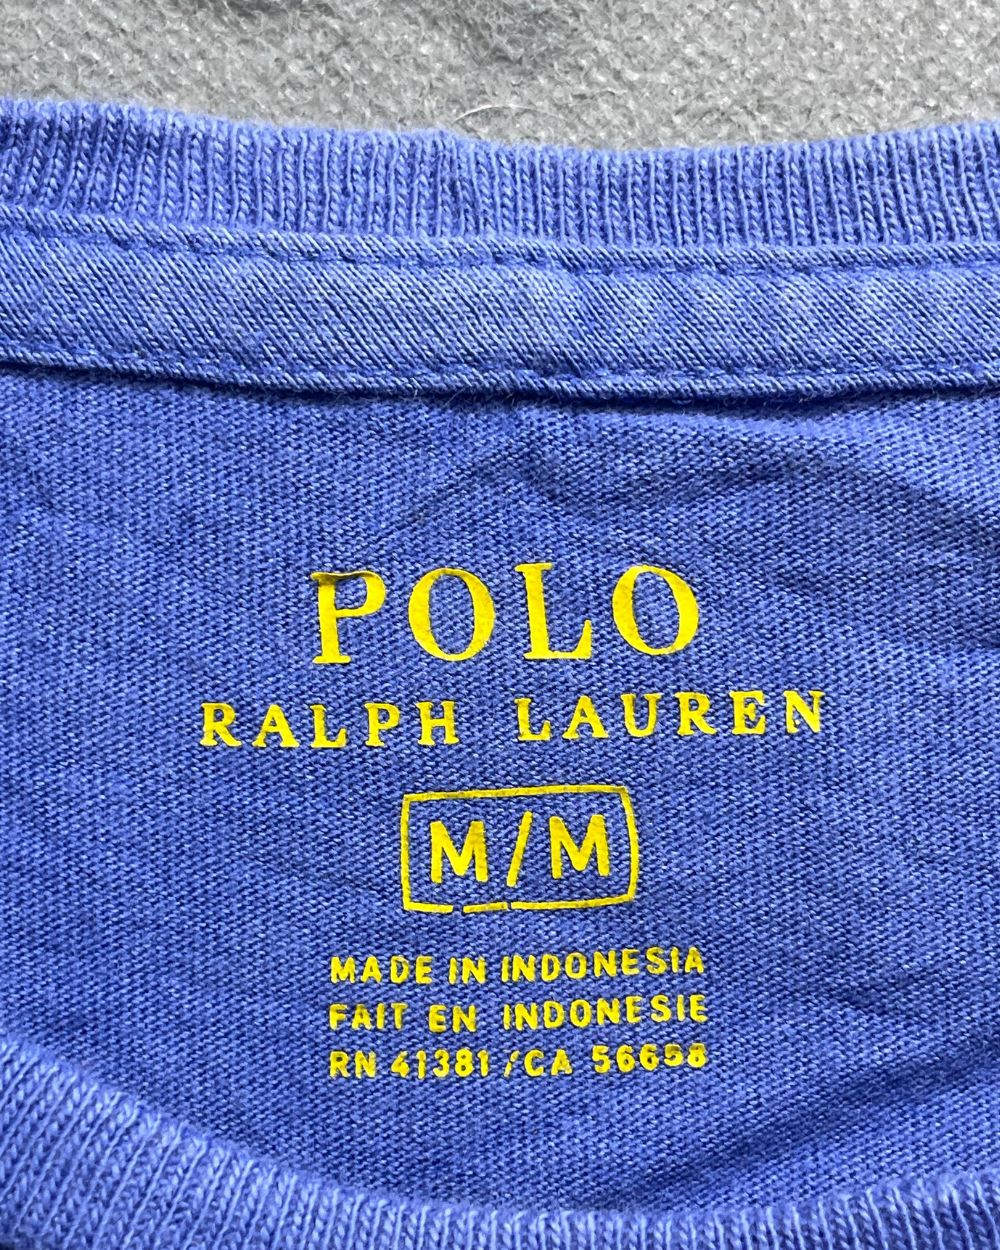 POLO
RALPH LAUREN
M/M
MADE IN INDONESIA
FAIT EN INDONESIE
RN 41381 / CA 56658